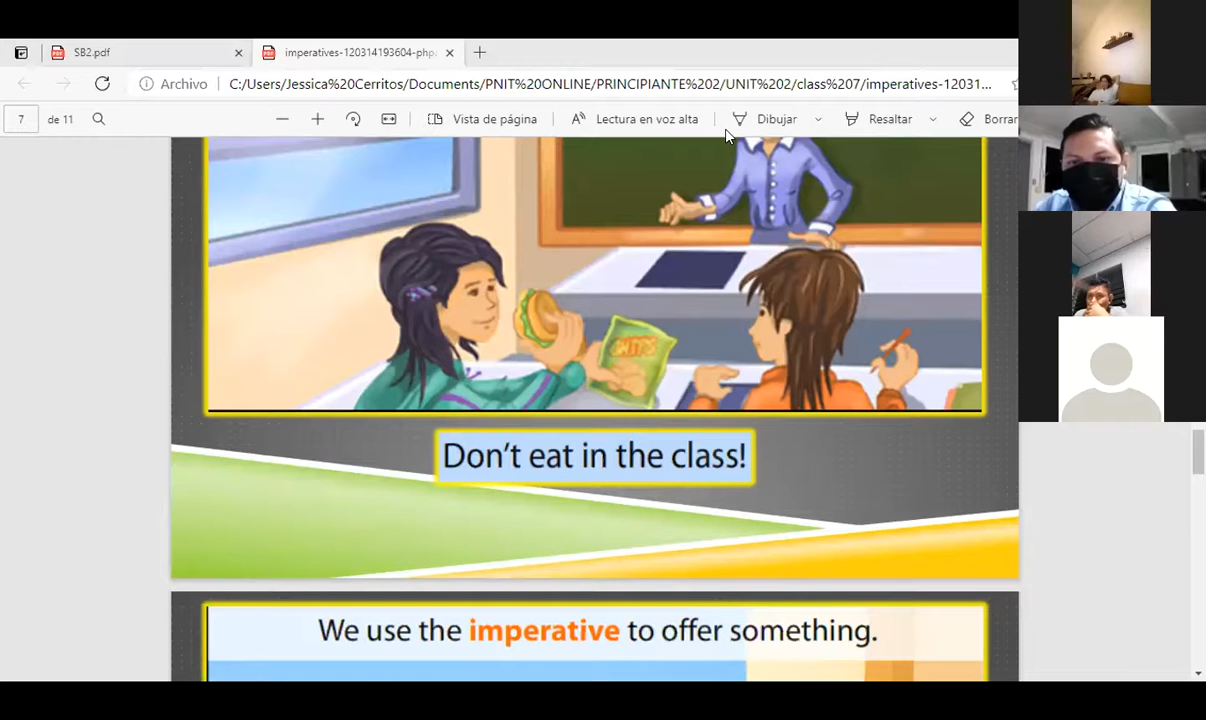 SB2.pdf
imperatives-120314193604-phpa
Archivo
C:/Users/Jessica%20Cerritos/Documents/PNIT%20ONLINE/PRINCIPIANTE%202/UNIT%202/class%207/imperatives-12031...
7 de 11
Vista de página
Lectura en voz alta
Dibujar
Resaltar
Borrar
Don't eat in the class!
We use the imperative to offer something.